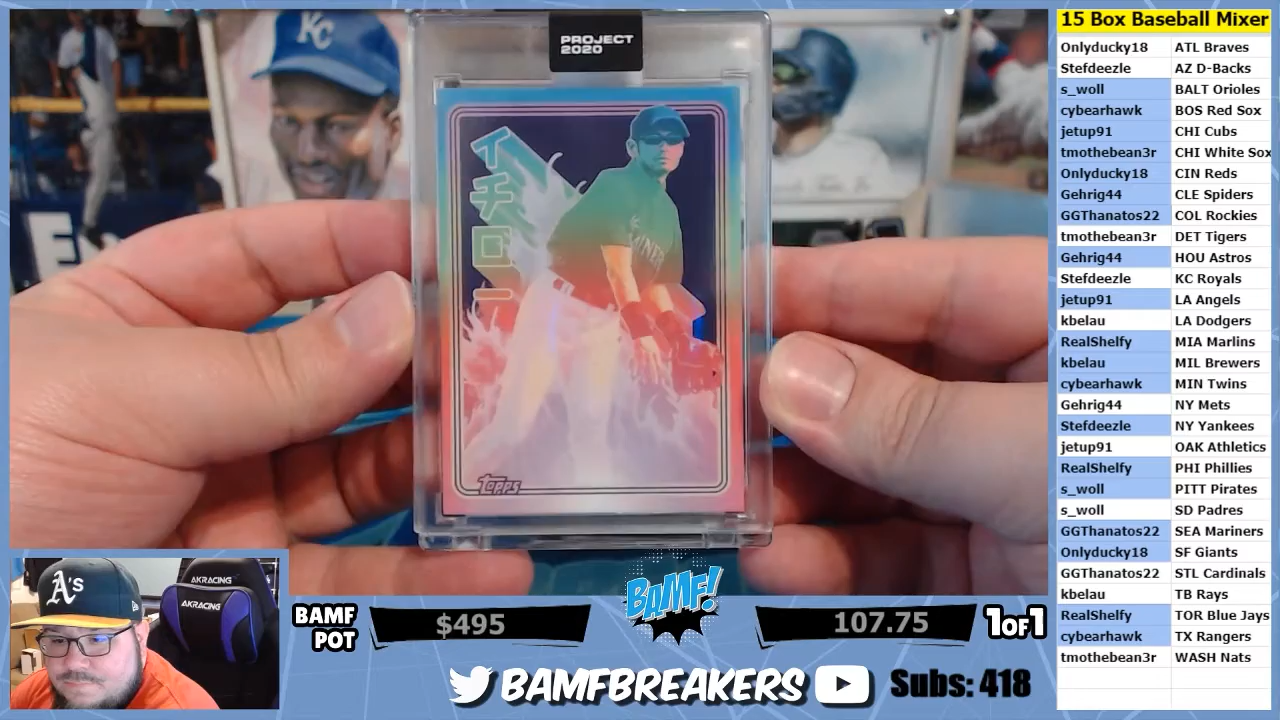 PROJECT
2020
KC
イチロー
MINE
topps
E
A's
AKRACING
AKRACING
BAMF
POT
$495
BAMF!
107.75
1OF1
BAMFBREAKERS
Subs: 418
15 Box Baseball Mixer
Onlyducky18 ATL Braves
Stefdeezle AZ D-Backs
s_woll BALT Orioles
cybearhawk BOS Red Sox
jetup91 CHI Cubs
tmothebean3r CHI White Sox
Onlyducky18 CIN Reds
Gehrig44 CLE Spiders
GGThanatos22 COL Rockies
tmothebean3r DET Tigers
Gehrig44 HOU Astros
Stefdeezle KC Royals
jetup91 LA Angels
kbelau LA Dodgers
RealShelfy MIA Marlins
kbelau MIL Brewers
cybearhawk MIN Twins
Gehrig44 NY Mets
Stefdeezle NY Yankees
jetup91 OAK Athletics
RealShelfy PHI Phillies
s_woll PITT Pirates
s_woll SD Padres
GGThanatos22 SEA Mariners
Onlyducky18 SF Giants
GGThanatos22 STL Cardinals
kbelau TB Rays
RealShelfy TOR Blue Jays
cybearhawk TX Rangers
tmothebean3r WASH Nats